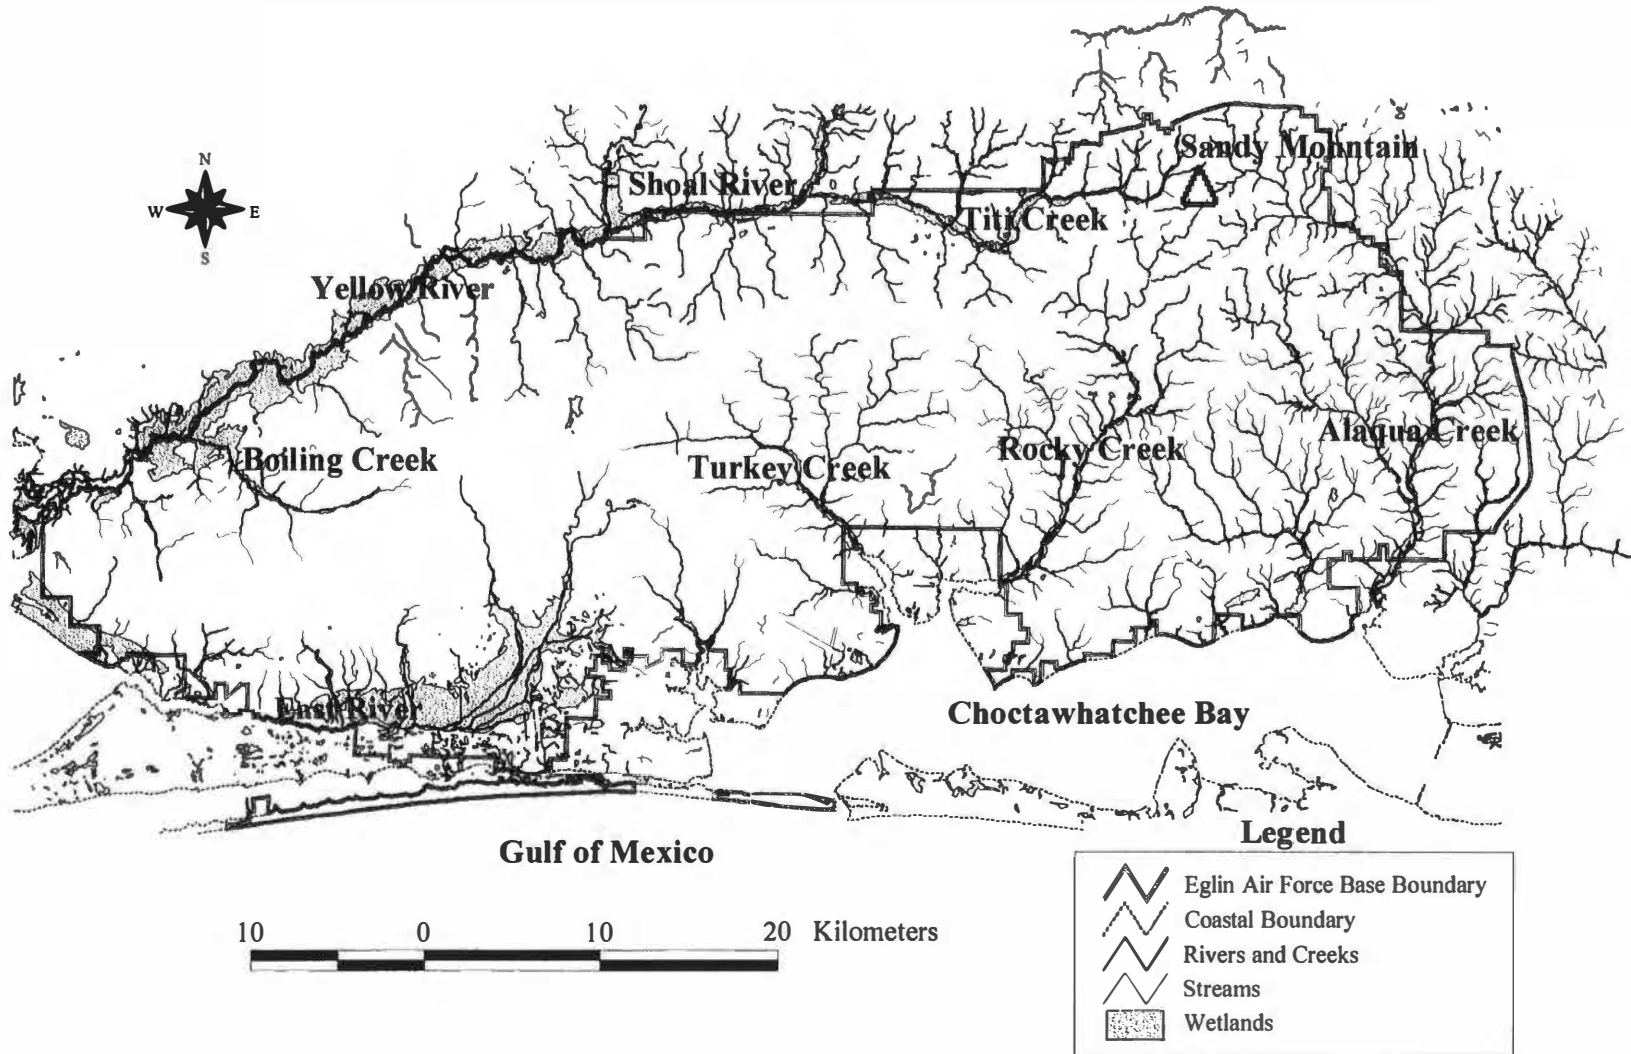 Sandy Mountain
N
Shoal River
W
E
Titi Creek
S
Yellow River
Alaqua Creek
Rocky Creek
Boiling Creek
Turkey Creek
East River
Choctawhatchee Bay
Legend
Gulf of Mexico
Eglin Air Force Base Boundary
Coastal Boundary
10 0 10 20 Kilometers
Rivers and Creeks
Streams
Wetlands